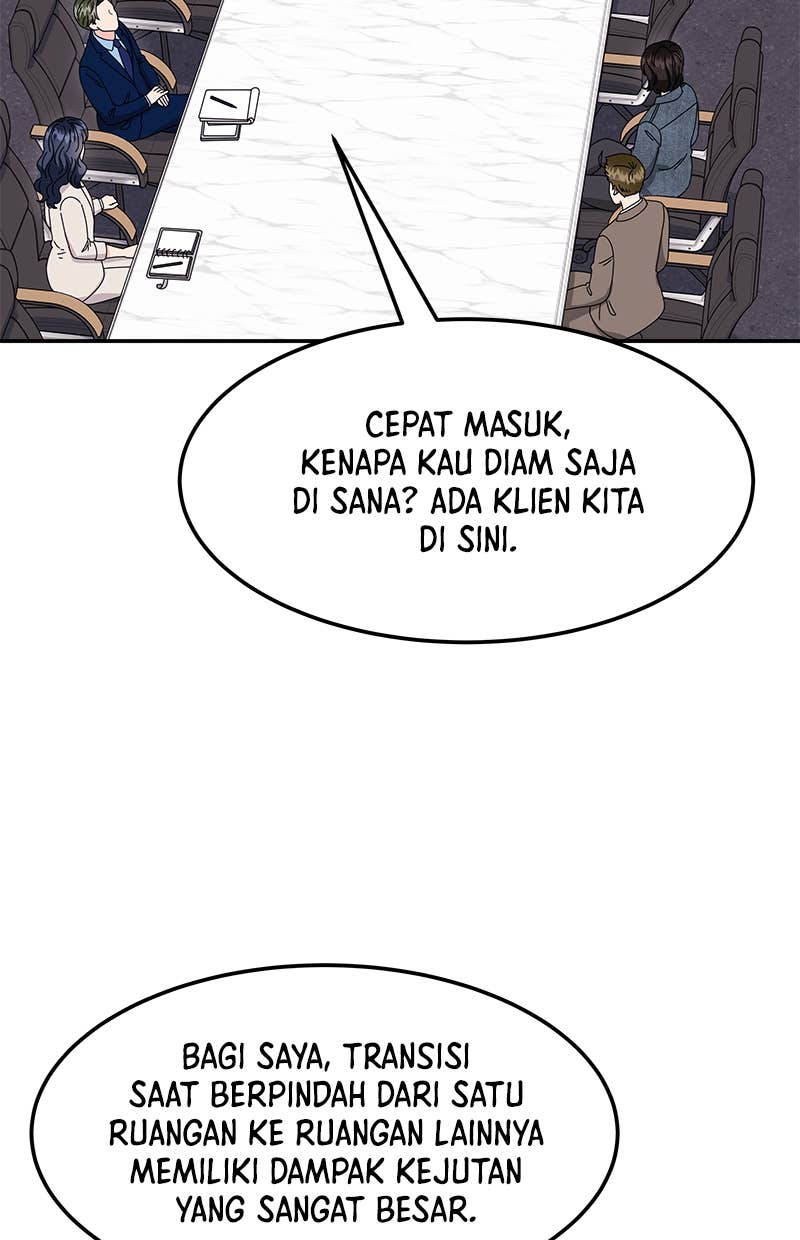 CEPAT MASUK,
KENAPA KAU DIAM SAJA
DI SANA? ADA KLIEN KITA
DI SINI.
BAGI SAYA, TRANSISI
SAAT BERPINDAH DARI SATU
RUANGAN KE RUANGAN LAINNYA
MEMILIKI DAMPAK KEJUTAN
YANG SANGAT BESAR.